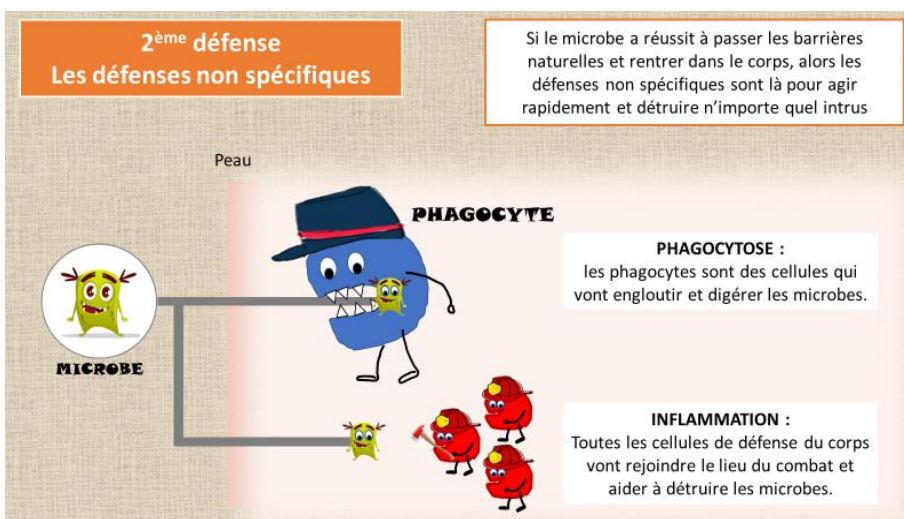 2ème défense
Les défenses non spécifiques
Si le microbe a réussit à passer les barrières
naturelles et rentrer dans le corps, alors les
défenses non spécifiques sont là pour agir
rapidement et détruire n’importe quel intrus
Peau
PHAGOCYTE
PHAGOCYTOSE :
les phagocytes sont des cellules qui
vont engloutir et digérer les microbes.
MICROBE
INFLAMMATION :
Toutes les cellules de défense du corps
vont rejoindre le lieu du combat et
aider à détruire les microbes.